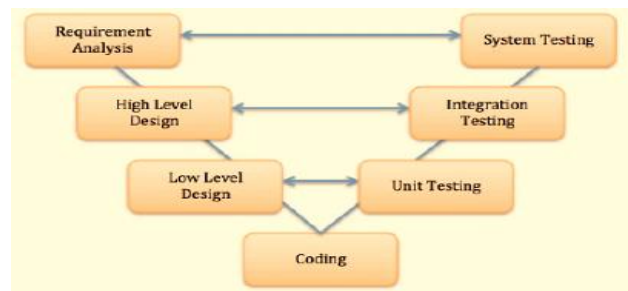 Requirement
Analysis
System Testing
High Level
Design
Integration
Testing
Low Level
Design
Unit Testing
Coding